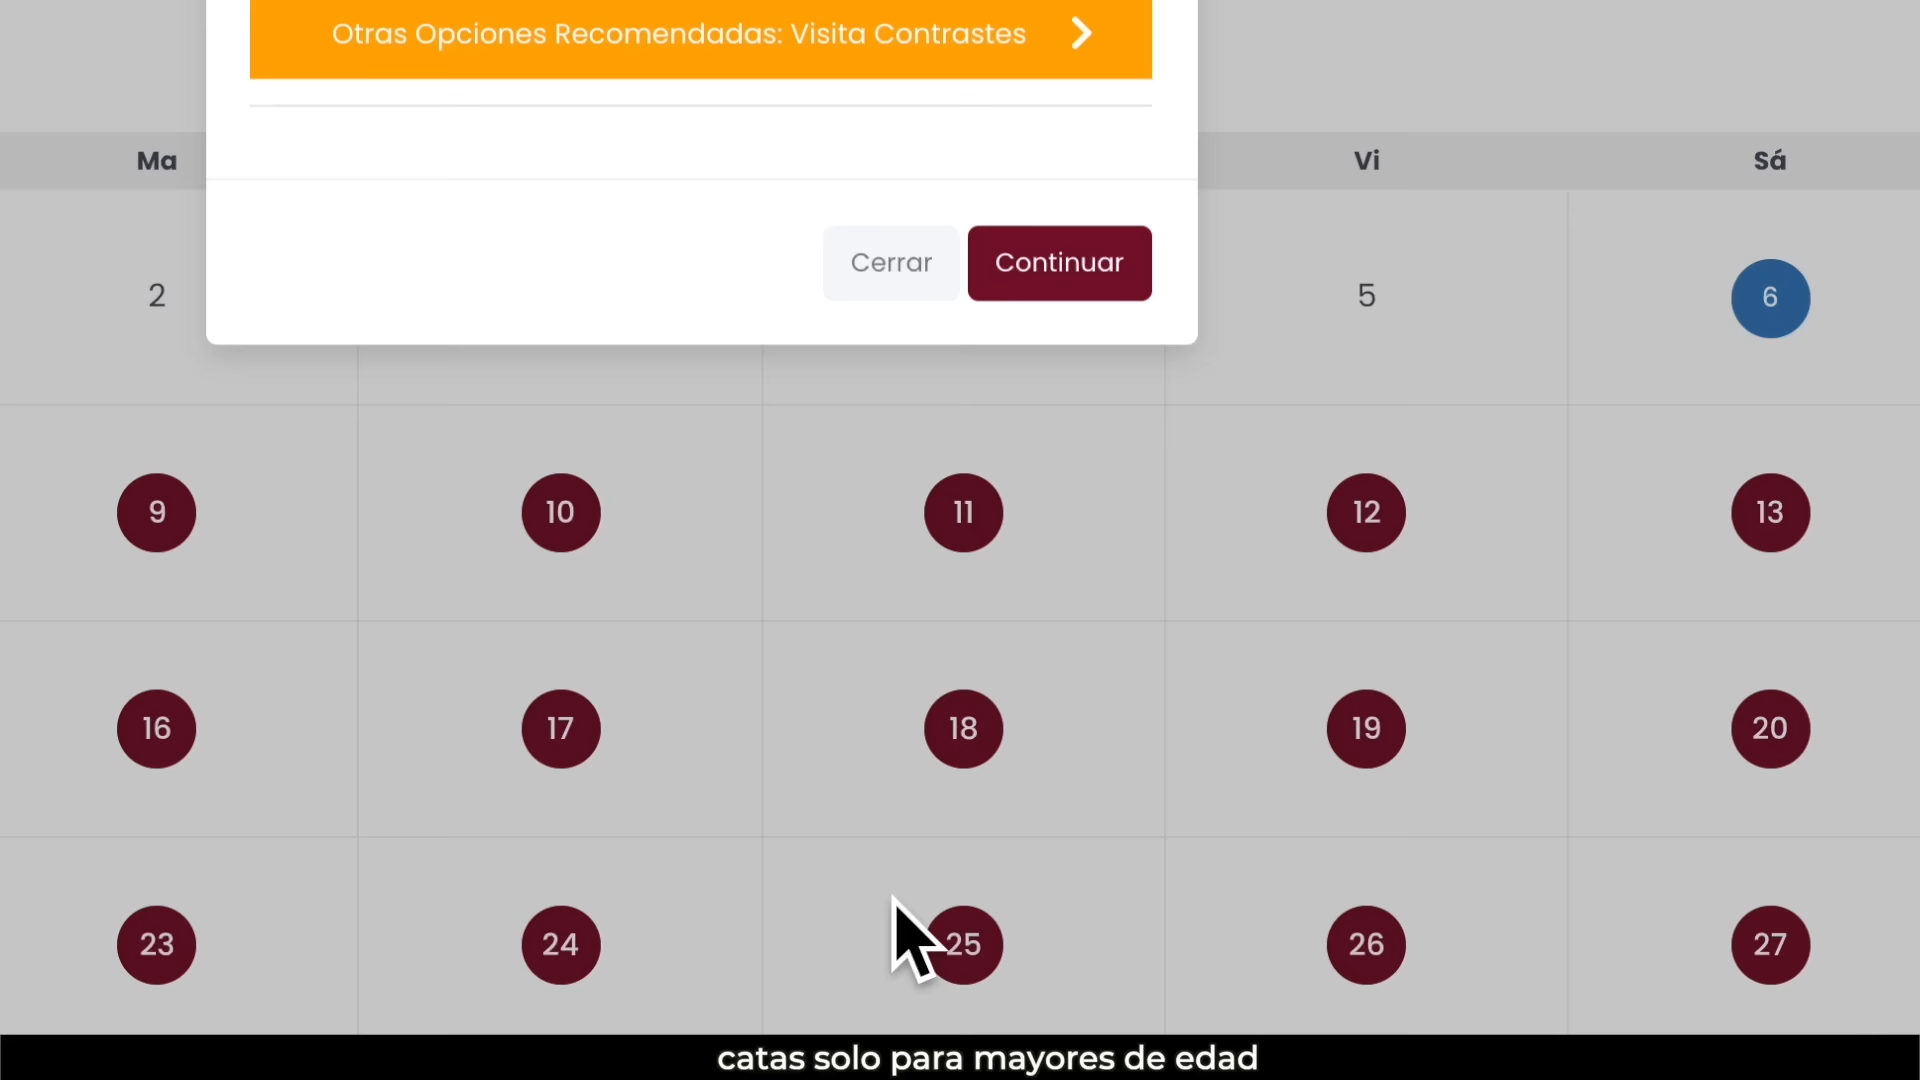 Otras Opciones Recomendadas: Visita Contrastes
Ma
Vi
Sá
Cerrar
Continuar
2
5
6
9
10
11
12
13
16
17
18
19
20
23
24
25
26
27
catas solo para mayores de edad